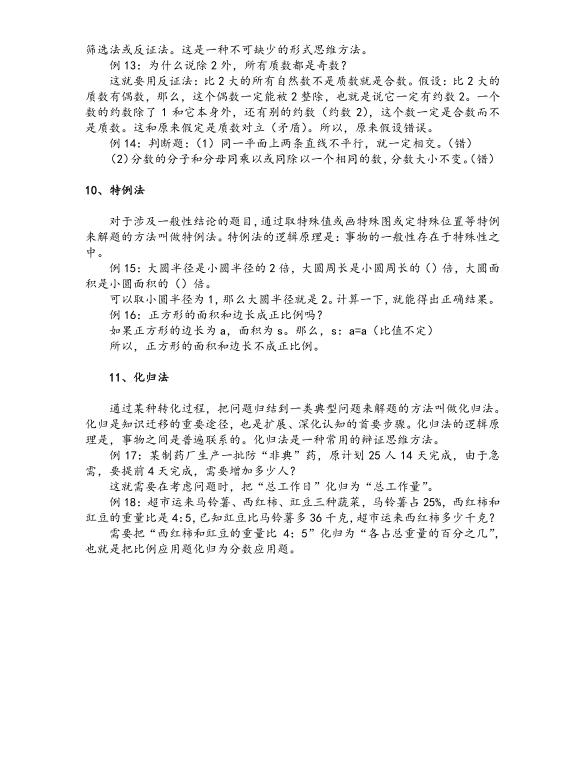 筛选法或反证法。这是一种不可缺少的形式思维方法。
例 13：为什么说除 2 外，所有质数都是奇数？
这就要用反证法：比 2 大的所有自然数不是质数就是合数。假设：比 2 大的
质数有偶数，那么，这个偶数一定能被 2 整除，也就是说它一定有约数 2。一个
数的约数除了 1 和它本身外，还有别的约数（约数 2），这个数一定是合数而不
是质数。这和原来假定是质数对立（矛盾）。所以，原来假设错误。
例 14：判断题：（1）同一平面上两条直线不平行，就一定相交。（错）
（2）分数的分子和分母同乘以或同除以一个相同的数，分数大小不变。（错）
10、特例法
对于涉及一般性结论的题目，通过取特殊值或画特殊图或定特殊位置等特例
来解题的方法叫做特例法。特例法的逻辑原理是：事物的一般性存在于特殊性之
中。
例 15：大圆半径是小圆半径的 2 倍，大圆周长是小圆周长的（）倍，大圆面
积是小圆面积的（）倍。
可以取小圆半径为 1，那么大圆半径就是 2。计算一下，就能得出正确结果。
例 16：正方形的面积和边长成正比例吗？
如果正方形的边长为 a，面积为 s。那么，s：a=a（比值不定）
所以，正方形的面积和边长不成正比例。
11、化归法
通过某种转化过程，把问题归结到一类典型问题来解题的方法叫做化归法。
化归是知识迁移的重要途径，也是扩展、深化认知的首要步骤。化归法的逻辑原
理是，事物之间是普遍联系的。化归法是一种常用的辩证思维方法。
例 17：某制药厂生产一批防“非典”药，原计划 25 人 14 天完成，由于急
需，要提前 4 天完成，需要增加多少人？
这就需要在考虑问题时，把“总工作日”化归为“总工作量”。
例 18：超市运来马铃薯、西红柿、豇豆三种蔬菜，马铃薯占 25%，西红柿和
豇豆的重量比是 4：5，已知豇豆比马铃薯多 36 千克，超市运来西红柿多少千克？
需要把“西红柿和豇豆的重量比 4：5”化归为“各占总重量的百分之几”，
也就是把比例应用题化归为分数应用题。